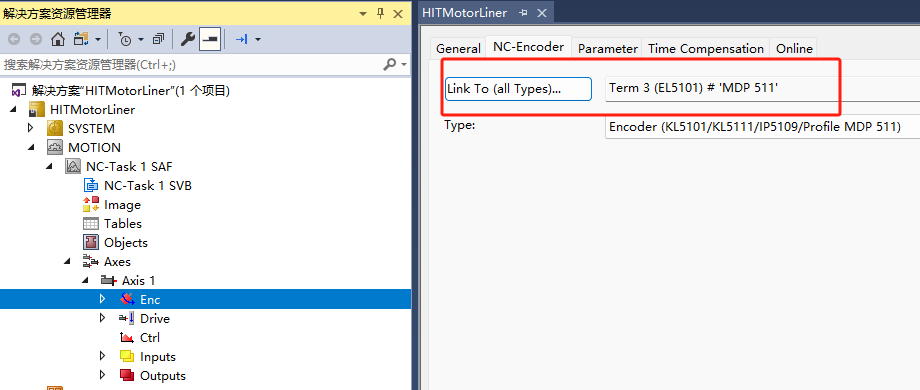 解决方案资源管理器
搜索解决方案资源管理器(Ctrl+;)
解决方案"HITMotorLiner"(1 个项目)
HITMotorLiner
SYSTEM
MOTION
NC-Task 1 SAF
NC-Task 1 SVB
Image
Tables
Objects
Axes
Axis 1
Enc
Drive
Ctrl
Inputs
Outputs
HITMotorLiner
General NC-Encoder Parameter Time Compensation Online
Link To (all Types)... Term 3 (EL5101) # 'MDP 511'
Type: Encoder (KL5101/KL5111/IP5109/Profile MDP 511)